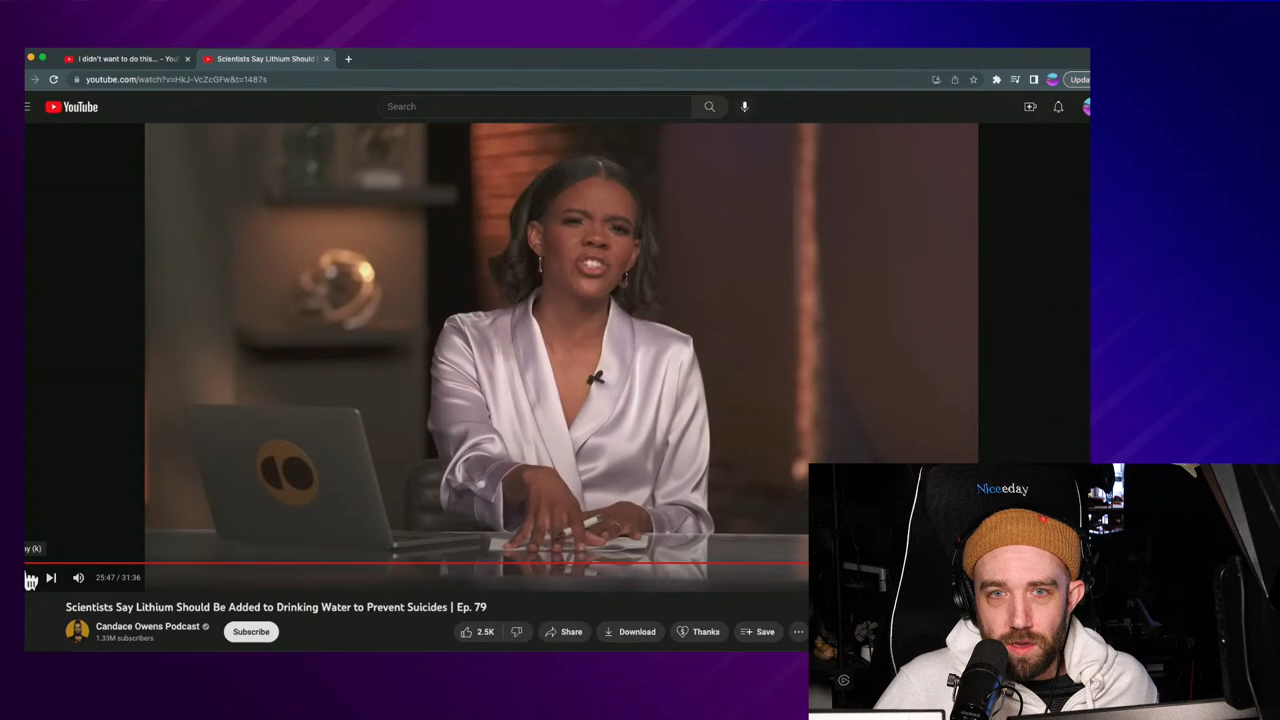 I didn't want to do this... - You
Scientists Say Lithium Should
youtube.com/watch?v=HkJ-VcZcGFw&t=1487s
Upda
YouTube
Search
y (k)
25:47 / 31:36
Scientists Say Lithium Should Be Added to Drinking Water to Prevent Suicides | Ep. 79
Candace Owens Podcast
1.33M subscribers
Subscribe
2.5K
Share
Download
Thanks
Save
Niceeday